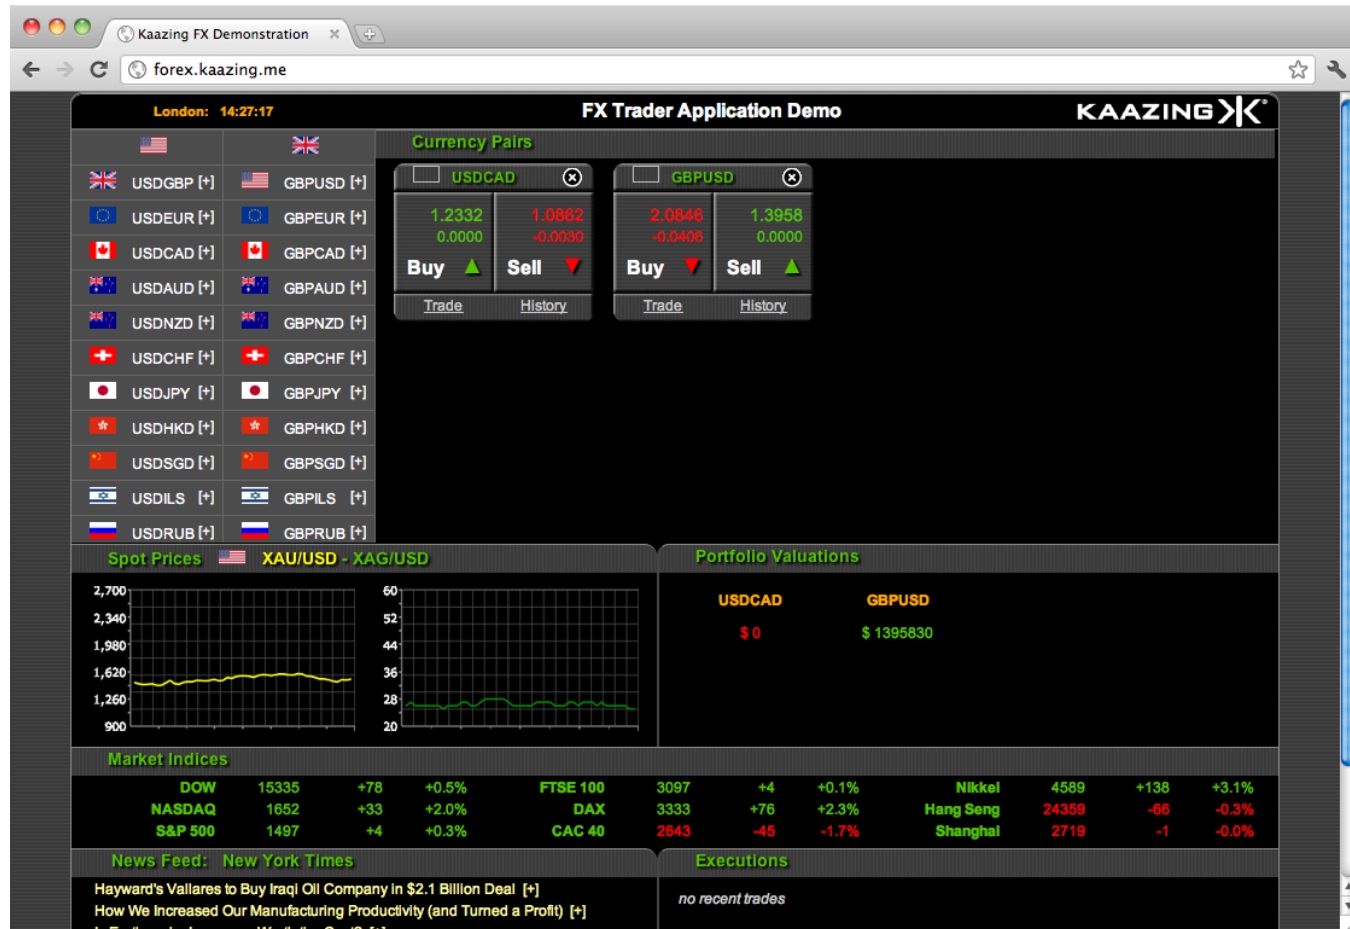 Kaazing FX Demonstration
forex.kaazing.me
London: 14:27:17
FX Trader Application Demo
KAAZING
Currency Pairs
USDGBP [+] GBPUSD [+]
USDEUR [+] GBPEUR [+]
USDCAD [+] GBPCAD [+]
USDAUD [+] GBPAUD [+]
USDNZD [+] GBPNZD [+]
USDCHF [+] GBPCHF [+]
USDJPY [+] GBPJPY [+]
USDHKD [+] GBPHKD [+]
USDSGD [+] GBPSGD [+]
USDILS [+] GBPILS [+]
USDRUB [+] GBPRUB [+]
USDCAD
1.2332 1.0862
0.0000 -0.0030
Buy Sell
Trade History
GBPUSD
2.0846 1.3958
-0.0406 0.0000
Buy Sell
Trade History
Spot Prices XAU/USD - XAG/USD
2,700
2,340
1,980
1,620
1,260
900
60
52
44
36
28
20
Portfolio Valuations
USDCAD GBPUSD
$ 0 $ 1395830
Market Indices
DOW 15335 +78 +0.5% FTSE 100 3097 +4 +0.1% Nikkei 4589 +138 +3.1%
NASDAQ 1652 +33 +2.0% DAX 3333 +76 +2.3% Hang Seng 24359 -66 -0.3%
S&P 500 1497 +4 +0.3% CAC 40 2643 -45 -1.7% Shanghai 2719 -1 -0.0%
News Feed: New York Times
Hayward's Vallares to Buy Iraqi Oil Company in $2.1 Billion Deal [+]
How We Increased Our Manufacturing Productivity (and Turned a Profit) [+]
Executions
no recent trades